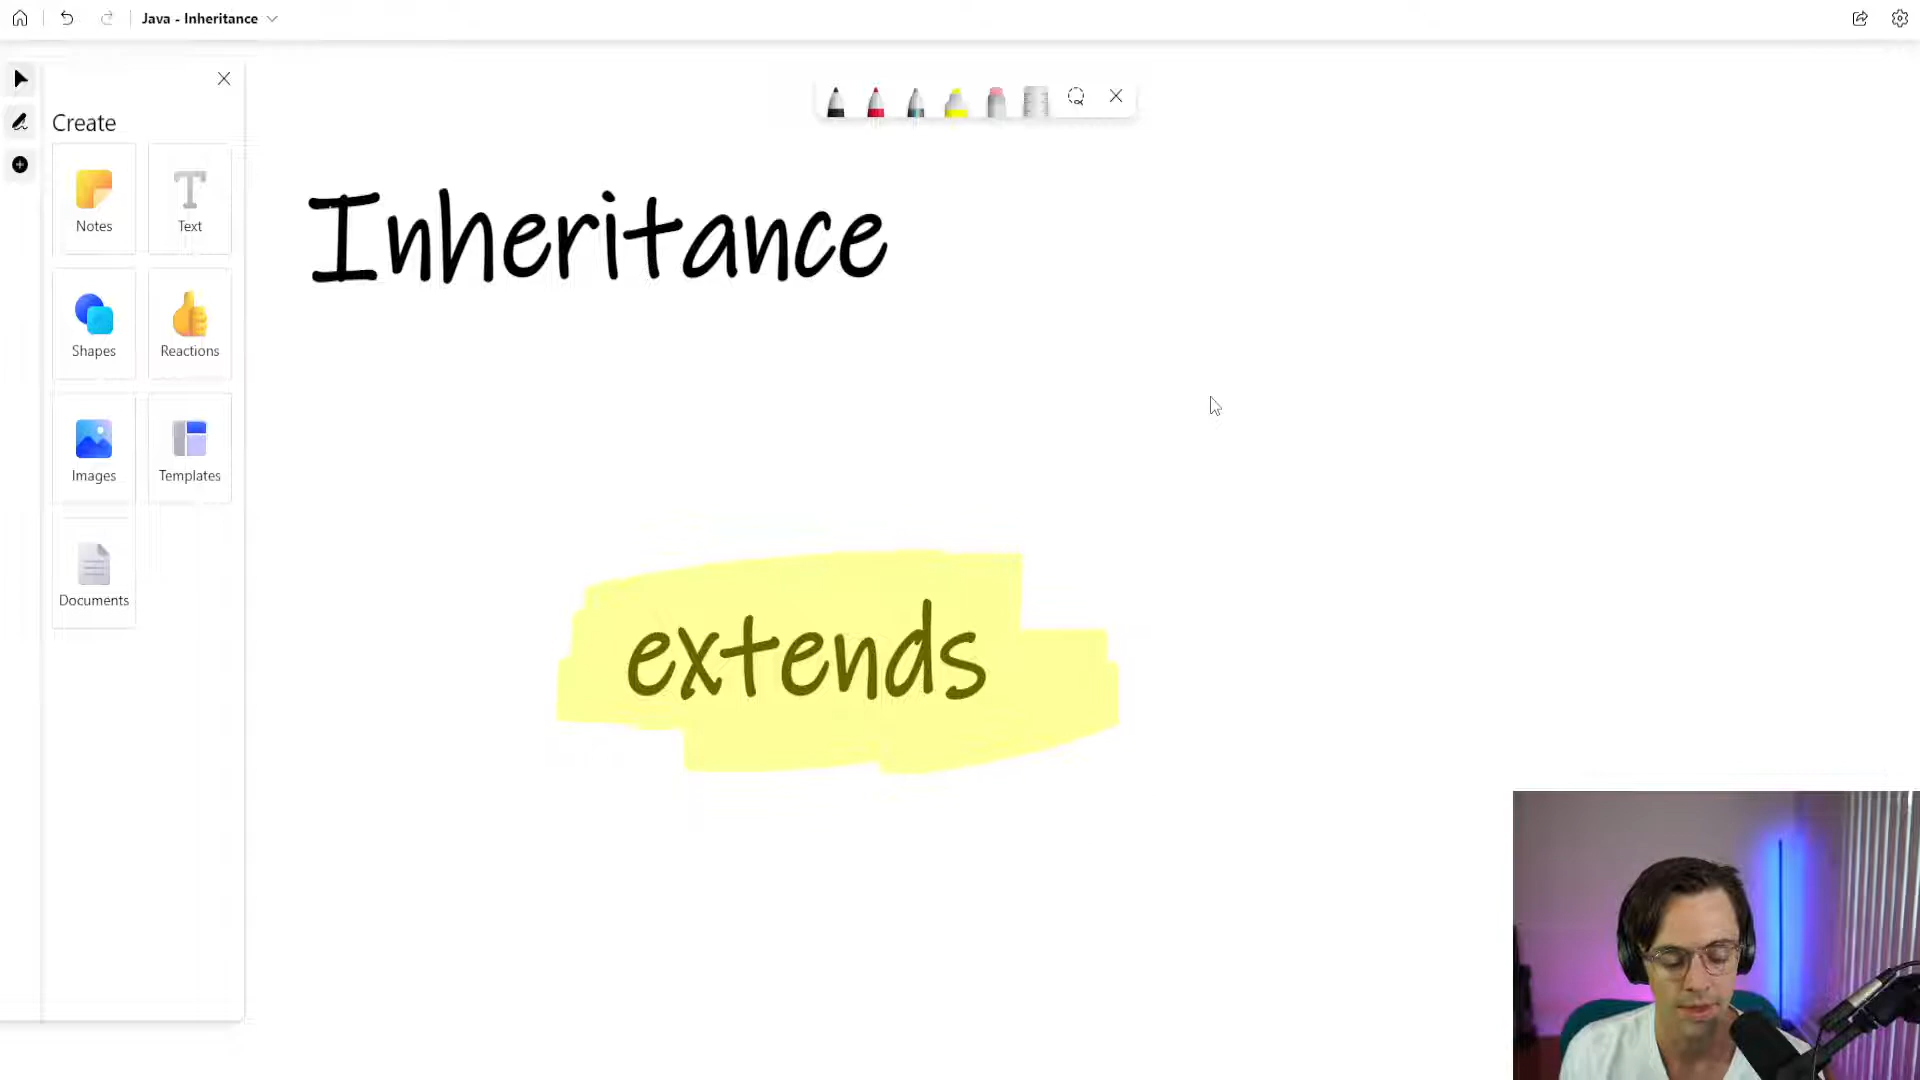 Java - Inheritance
Create
Notes
Text
Shapes
Reactions
Images
Templates
Documents
Inheritance
extends